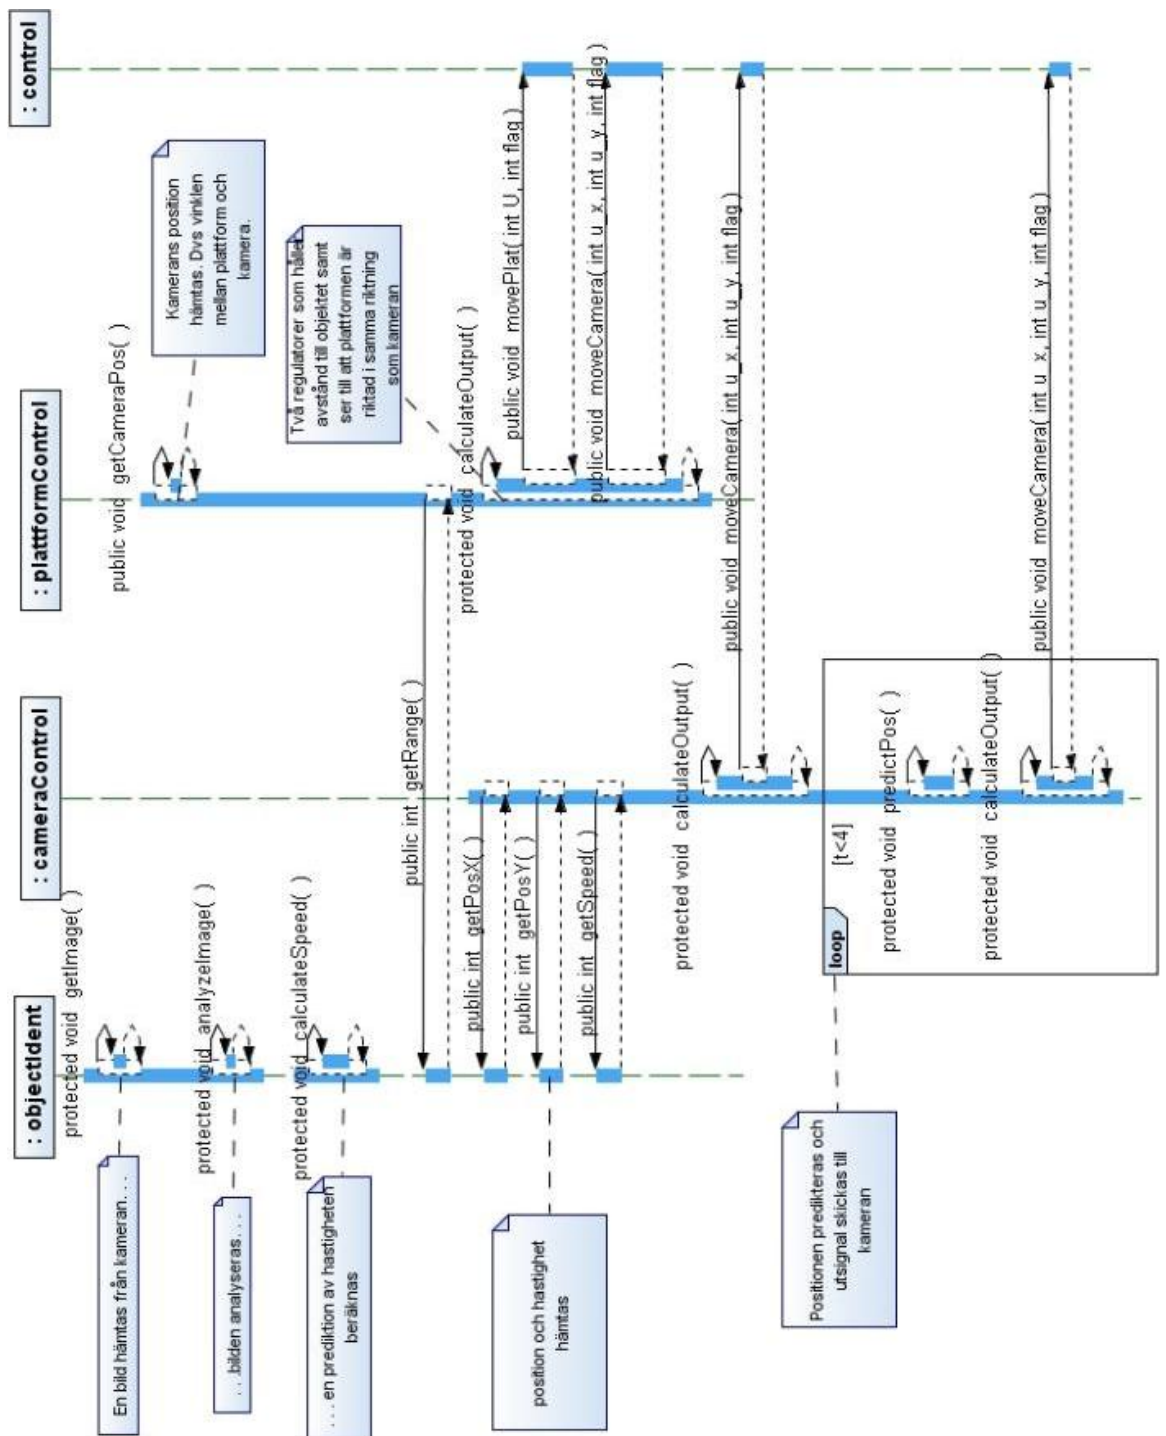 : objectIdent
: cameraControl
: plattformControl
: control
protected void getImage( )
En bild hämtas från kameran. . .
public void getCameraPos( )
Kamerans position
hämtas. Dvs vinklen
mellan plattform och
kamera.
protected void analyzeImage( )
. . .bilden analyseras. . .
protected void calculateSpeed( )
. . . en prediktion av hastigheten
beräknas
public int getRange( )
Två regulatorer som håller
avstånd till objektet samt
ser till att plattformen är
riktad i samma riktning
som kameran
protected void calculateOutput( )
public int getPosX( )
public void movePlat( int U, int flag )
public int getPosY( )
position och hastighet
hämtas
public int getSpeed( )
public void moveCamera( int u_x, int u_y, int flag )
protected void calculateOutput( )
public void moveCamera( int u_x, int u_y, int flag )
loop
[t<4]
Positionen predikteras och
utsignal skickas till
kameran
protected void predictPos( )
protected void calculateOutput( )
public void moveCamera( int u_x, int u_y, int flag )